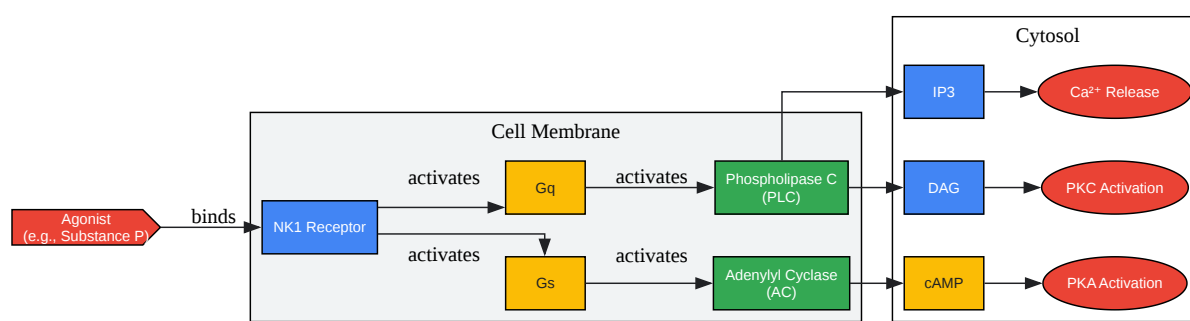 Cytosol
IP3
Ca²⁺ Release
Cell Membrane
activates
Gq
activates
Phospholipase C
(PLC)
DAG
PKC Activation
Agonist
(e.g., Substance P)
binds
NK1 Receptor
activates
Gs
activates
Adenylyl Cyclase
(AC)
cAMP
PKA Activation